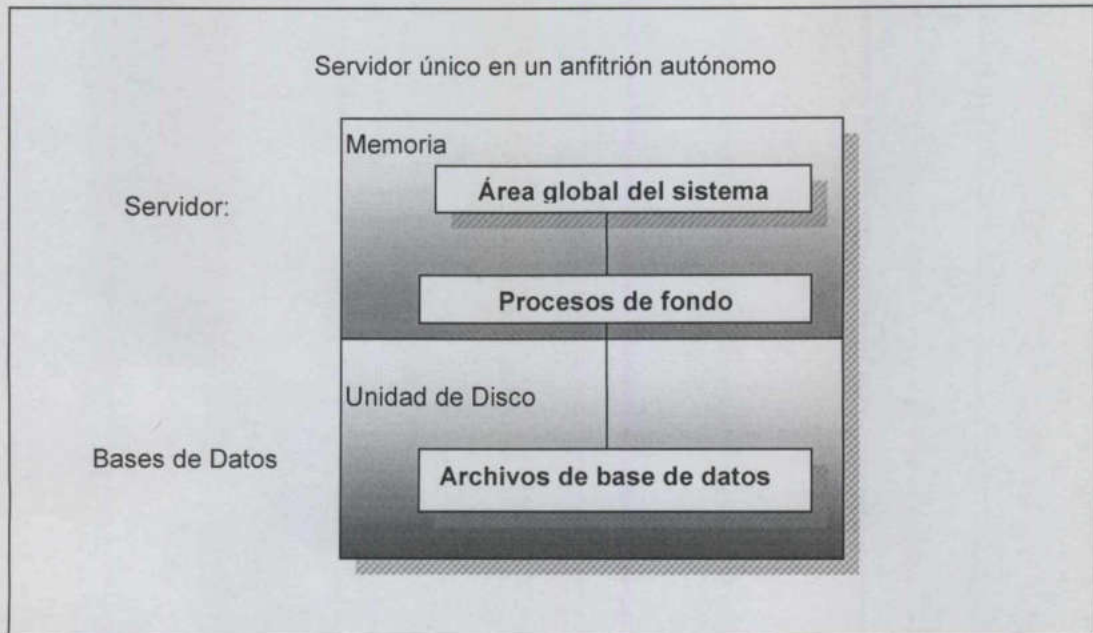 Servidor único en un anfitrión autónomo
Memoria
Área global del sistema
Servidor:
Procesos de fondo
Unidad de Disco
Bases de Datos
Archivos de base de datos